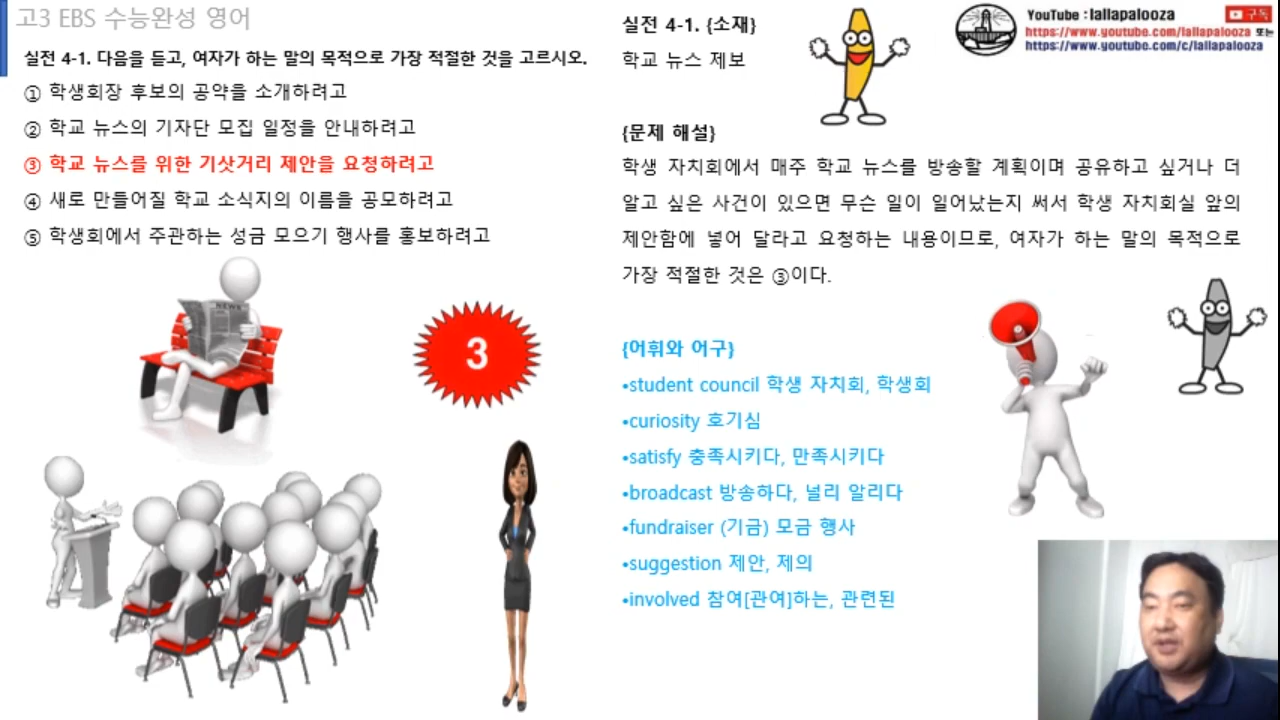 고3 EBS 수능완성 영어
실전 4-1. 다음을 듣고, 여자가 하는 말의 목적으로 가장 적절한 것을 고르시오.
① 학생회장 후보의 공약을 소개하려고
② 학교 뉴스의 기자단 모집 일정을 안내하려고
③ 학교 뉴스를 위한 기삿거리 제안을 요청하려고
④ 새로 만들어질 학교 소식지의 이름을 공모하려고
⑤ 학생회에서 주관하는 성금 모으기 행사를 홍보하려고
NEWS
3
실전 4-1. {소재}
학교 뉴스 제보
{문제 해설}
학생 자치회에서 매주 학교 뉴스를 방송할 계획이며 공유하고 싶거나 더
알고 싶은 사건이 있으면 무슨 일이 일어났는지 써서 학생 자치회실 앞의
제안함에 넣어 달라고 요청하는 내용이므로, 여자가 하는 말의 목적으로
가장 적절한 것은 ③이다.
{어휘와 어구}
•student council 학생 자치회, 학생회
•curiosity 호기심
•satisfy 충족시키다, 만족시키다
•broadcast 방송하다, 널리 알리다
•fundraiser (기금) 모금 행사
•suggestion 제안, 제의
•involved 참여[관여]하는, 관련된
YouTube : lallapalooza
구독
https://www.youtube.com/lallapalooza 또는
https://www.youtube.com/c/lallapalooza